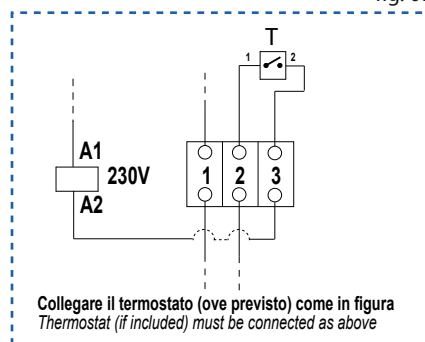 T
1 2
A1
230V
A2
1 2 3
Collegare il termostato (ove previsto) come in figura
Thermostat (if included) must be connected as above